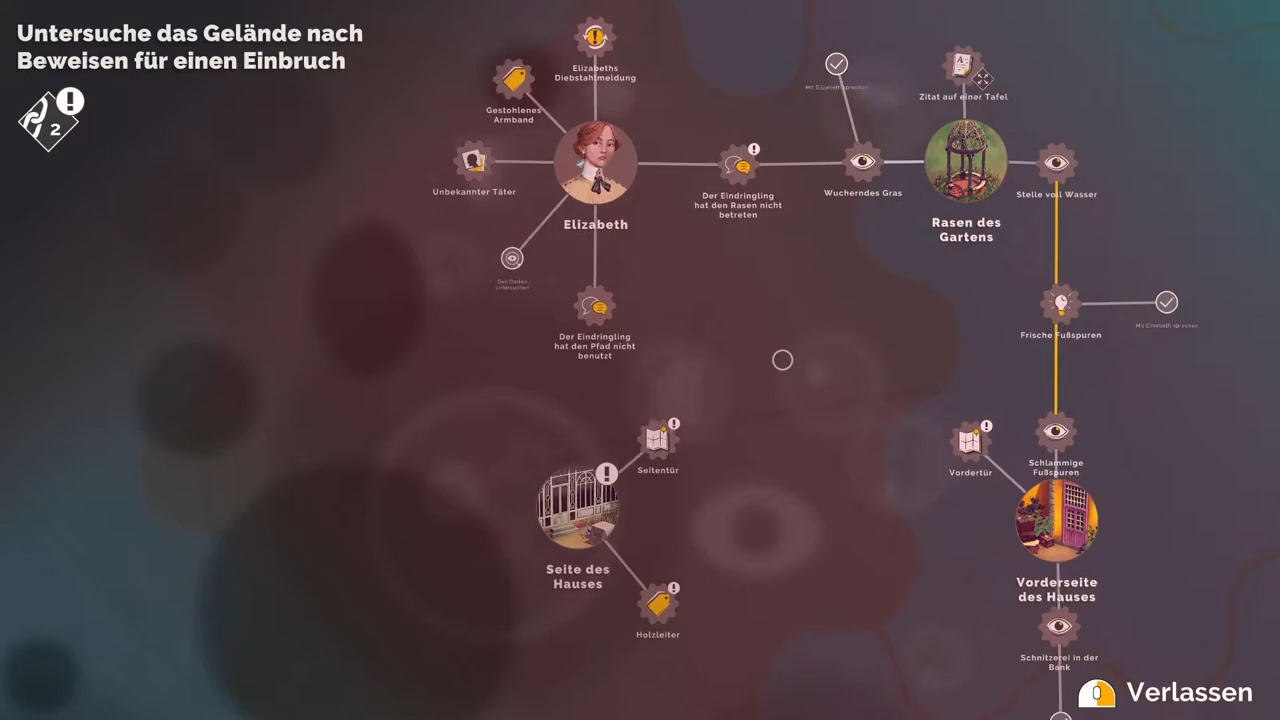 Untersuche das Gelände nach
Beweisen für einen Einbruch
2
Elizabeths
Diebstahlmeldung
Gestohlenes
Armband
Unbekannter Täter
Elizabeth
Der Eindringling
hat den Pfad nicht
benutzt
Der Eindringling
hat den Rasen nicht
betreten
Mit Elizabeth sprechen
Wucherndes Gras
A
Zitat auf einer Tafel
Rasen des
Gartens
Stelle voll Wasser
Frische Fußspuren
Mit Elizabeth sprechen
Seitentür
Seite des
Hauses
Holzleiter
Vordertür
Schlammige
Fußspuren
Vorderseite
des Hauses
Schnitzerei in der
Bank
Verlassen